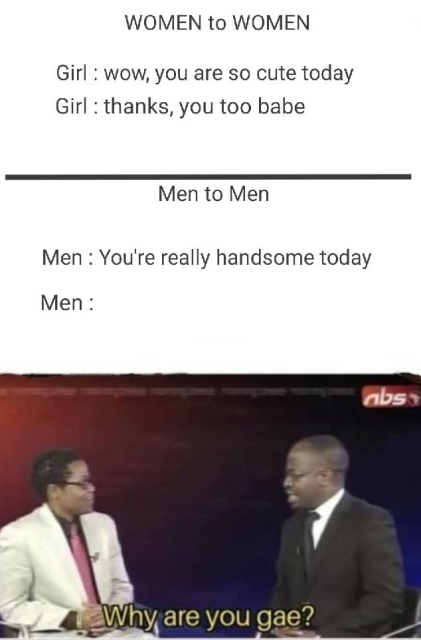 WOMEN to WOMEN
Girl : wow, you are so cute today
Girl : thanks, you too babe
Men to Men
Men : You're really handsome today
Men :
nbs
Why are you gae?